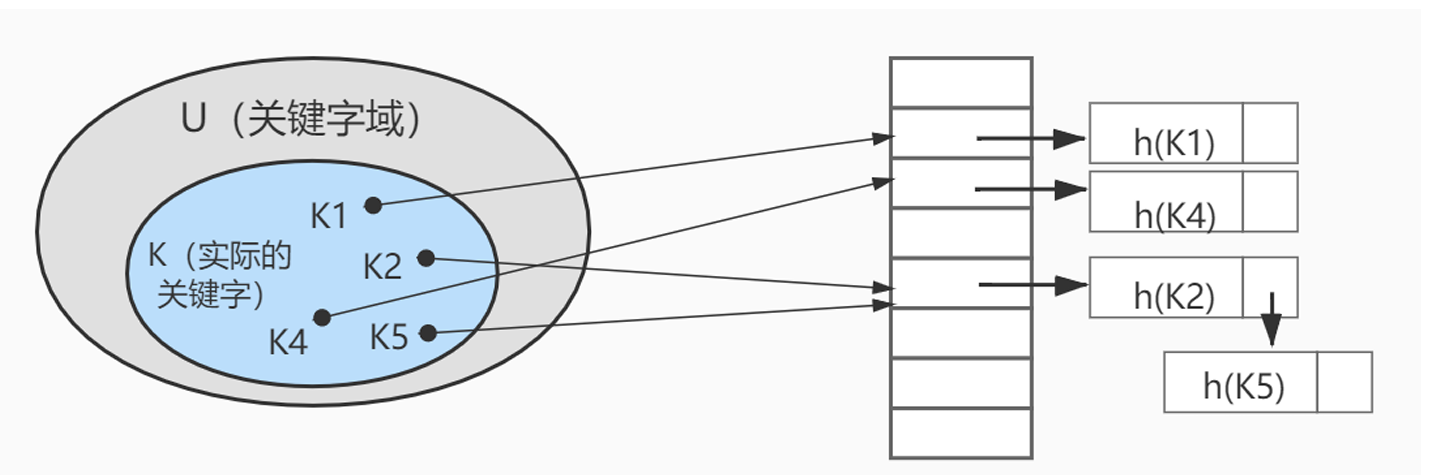 U（关键字域）
K1
K（实际的
关键字）
K2
K4
K5
h(K1)
h(K4)
h(K2)
h(K5)